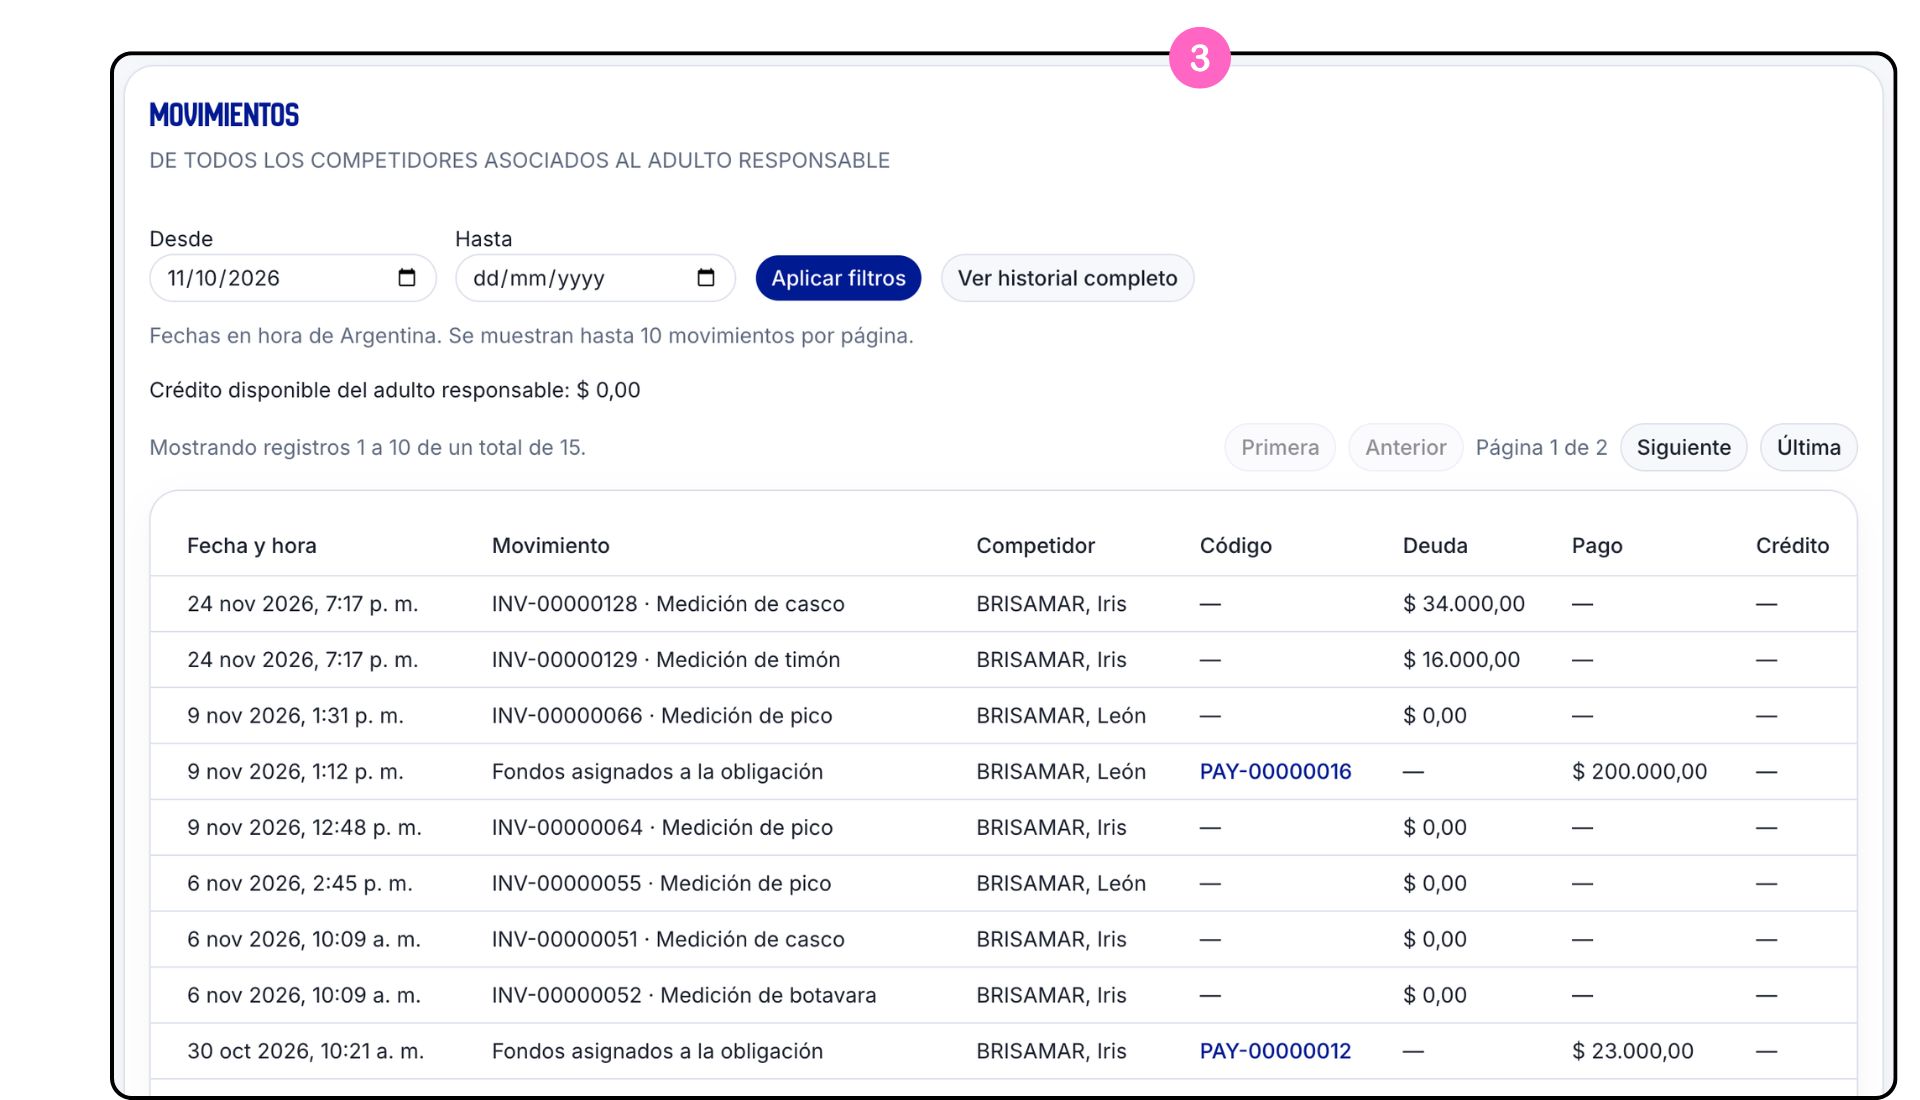 3
MOVIMIENTOS
DE TODOS LOS COMPETIDORES ASOCIADOS AL ADULTO RESPONSABLE
Desde Hasta
11/10/2026 dd/mm/yyyy Aplicar filtros Ver historial completo
Fechas en hora de Argentina. Se muestran hasta 10 movimientos por página.
Crédito disponible del adulto responsable: $ 0,00
Mostrando registros 1 a 10 de un total de 15. Primera Anterior Página 1 de 2 Siguiente Última
Fecha y hora Movimiento Competidor Código Deuda Pago Crédito
24 nov 2026, 7:17 p. m. INV-00000128 · Medición de casco BRISAMAR, Iris — $ 34.000,00 — —
24 nov 2026, 7:17 p. m. INV-00000129 · Medición de timón BRISAMAR, Iris — $ 16.000,00 — —
9 nov 2026, 1:31 p. m. INV-00000066 · Medición de pico BRISAMAR, León — $ 0,00 — —
9 nov 2026, 1:12 p. m. Fondos asignados a la obligación BRISAMAR, León PAY-00000016 — $ 200.000,00 —
9 nov 2026, 12:48 p. m. INV-00000064 · Medición de pico BRISAMAR, Iris — $ 0,00 — —
6 nov 2026, 2:45 p. m. INV-00000055 · Medición de pico BRISAMAR, León — $ 0,00 — —
6 nov 2026, 10:09 a. m. INV-00000051 · Medición de casco BRISAMAR, Iris — $ 0,00 — —
6 nov 2026, 10:09 a. m. INV-00000052 · Medición de botavara BRISAMAR, Iris — $ 0,00 — —
30 oct 2026, 10:21 a. m. Fondos asignados a la obligación BRISAMAR, Iris PAY-00000012 — $ 23.000,00 —